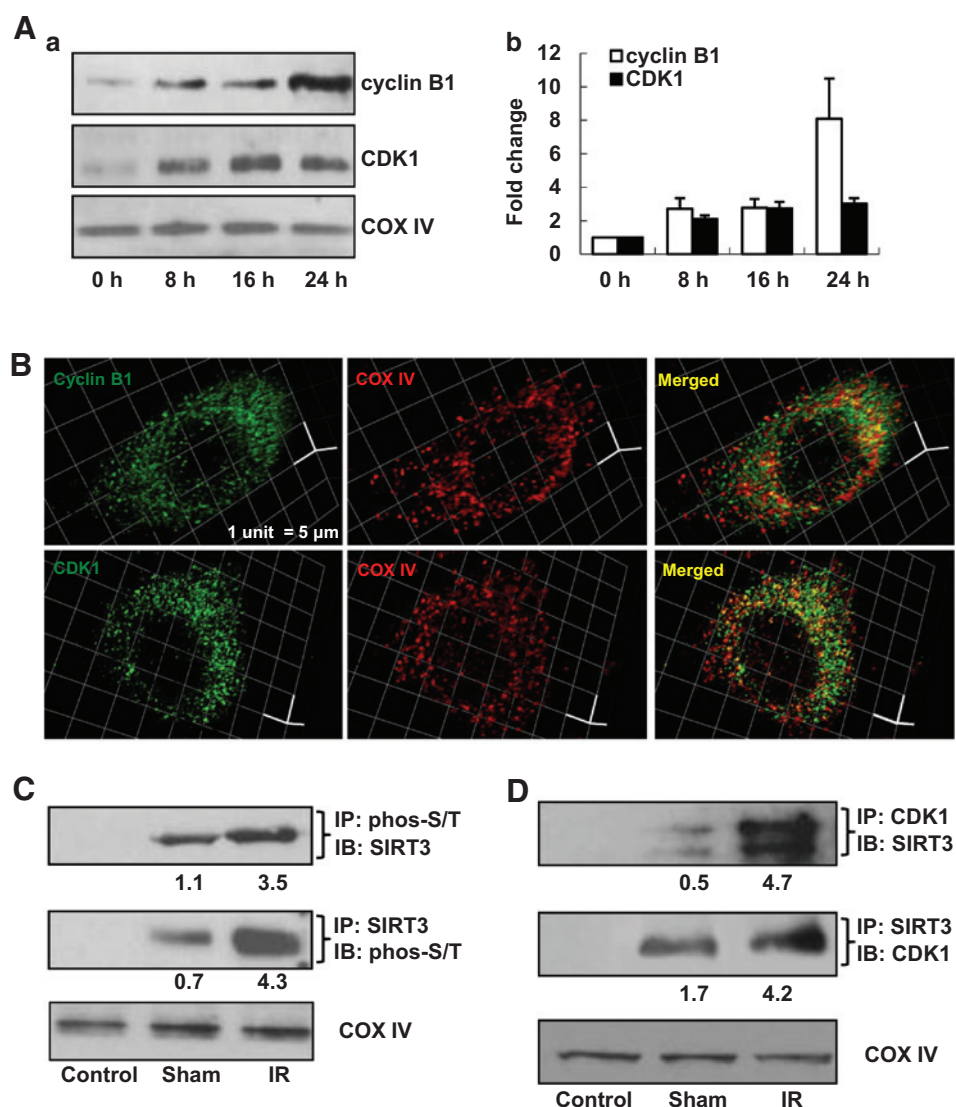 A
a
cyclin B1
CDK1
COX IV
0 h 8 h 16 h 24 h
b
cyclin B1
CDK1
Fold change
12
10
8
6
4
2
0
0 h 8 h 16 h 24 h
B
Cyclin B1
1 unit = 5 µm
COX IV
Merged
CDK1
COX IV
Merged
C
IP: phos-S/T
IB: SIRT3
1.1 3.5
IP: SIRT3
IB: phos-S/T
0.7 4.3
COX IV
Control Sham IR
D
IP: CDK1
IB: SIRT3
0.5 4.7
IP: SIRT3
IB: CDK1
1.7 4.2
COX IV
Control Sham IR